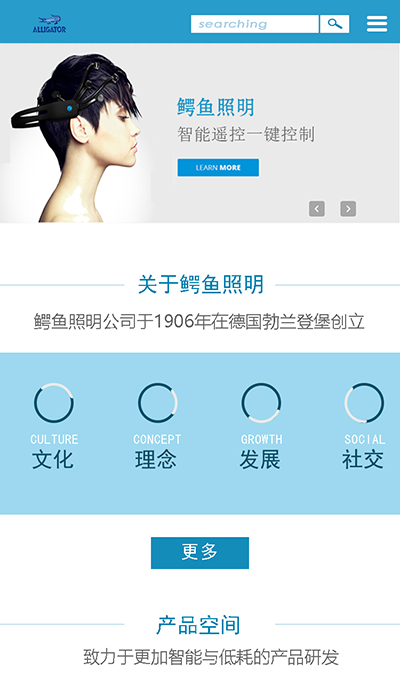 ALLIGATOR
searching
鳄鱼照明
智能遥控一键控制
LEARN MORE
关于鳄鱼照明
鳄鱼照明公司于1906年在德国勃兰登堡创立
CULTURE CONCEPT GROWTH SOCIAL
文化 理念 发展 社交
更多
产品空间
致力于更加智能与低耗的产品研发